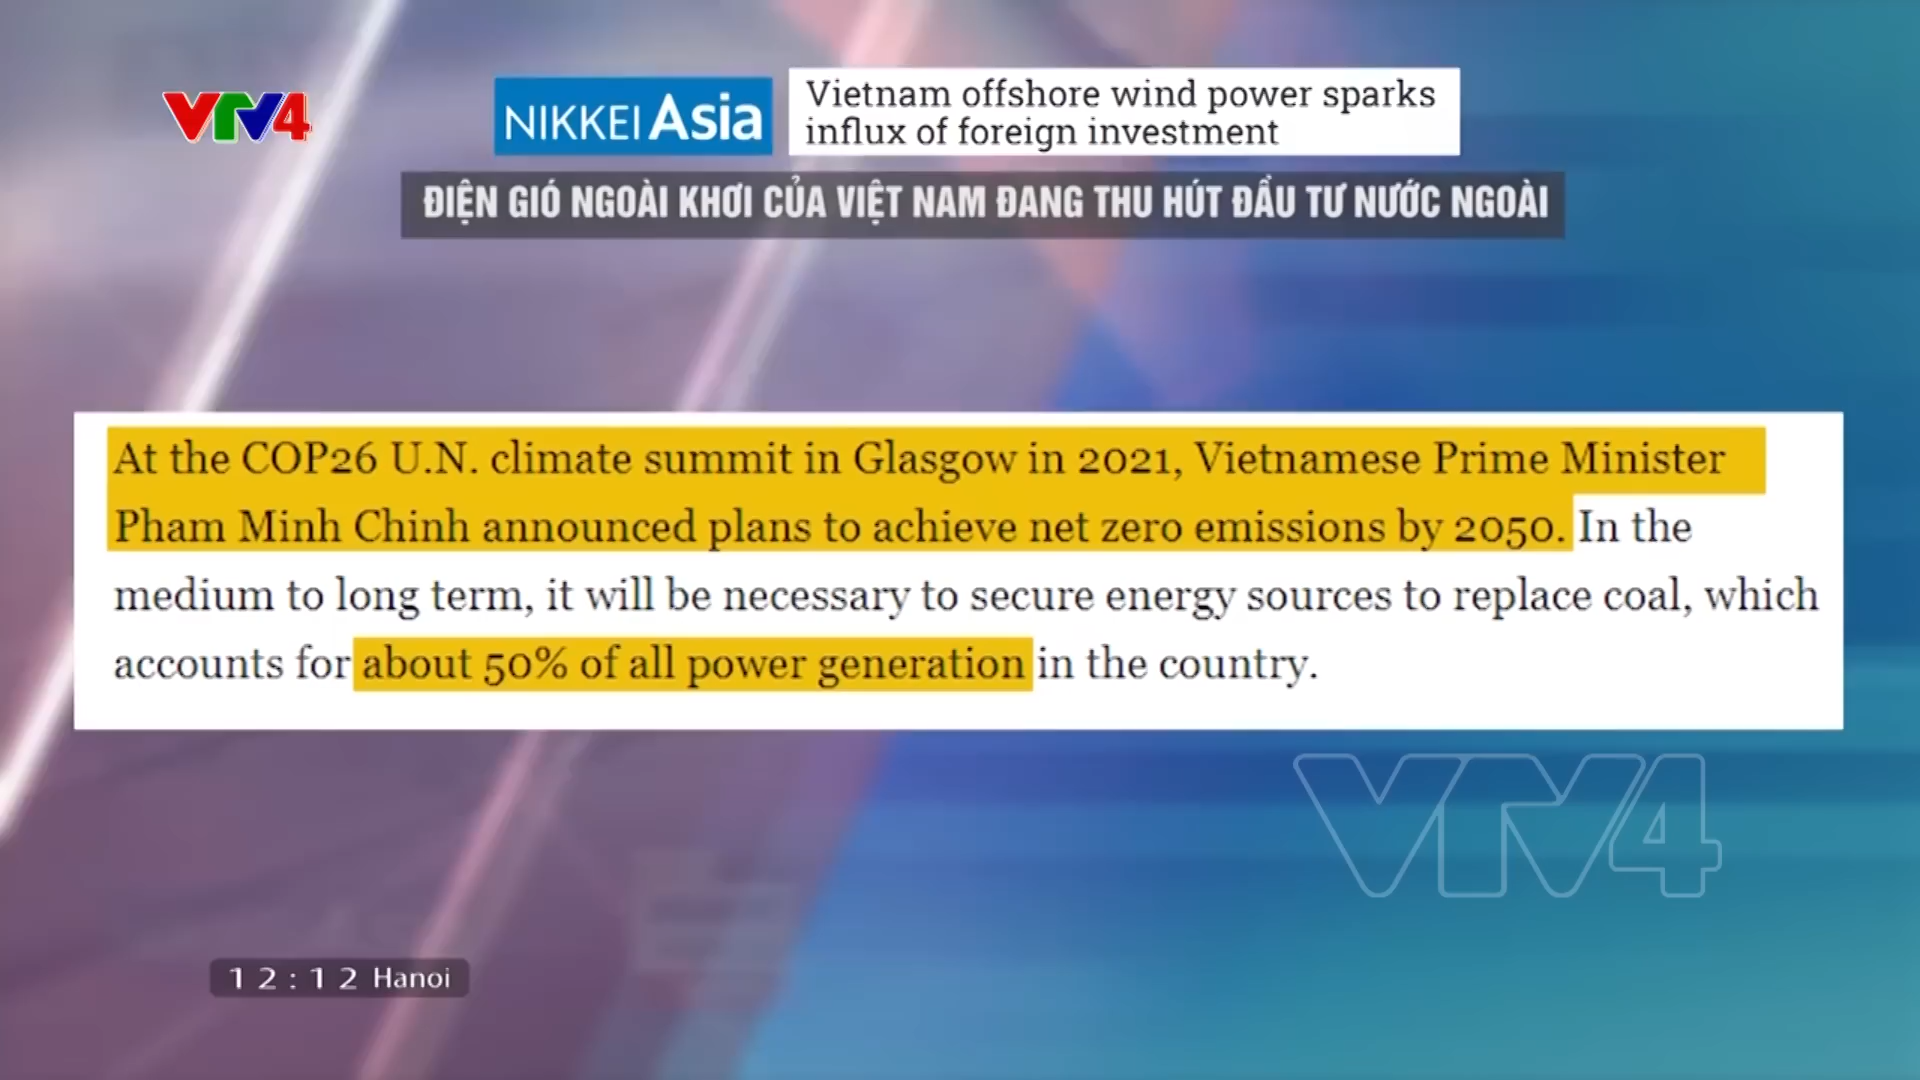 VTV4
NIKKEI Asia
Vietnam offshore wind power sparks
influx of foreign investment
ĐIỆN GIÓ NGOÀI KHƠI CỦA VIỆT NAM ĐANG THU HÚT ĐẦU TƯ NƯỚC NGOÀI
At the COP26 U.N. climate summit in Glasgow in 2021, Vietnamese Prime Minister
Pham Minh Chinh announced plans to achieve net zero emissions by 2050. In the
medium to long term, it will be necessary to secure energy sources to replace coal, which
accounts for about 50% of all power generation in the country.
VTV4
12:12 Hanoi